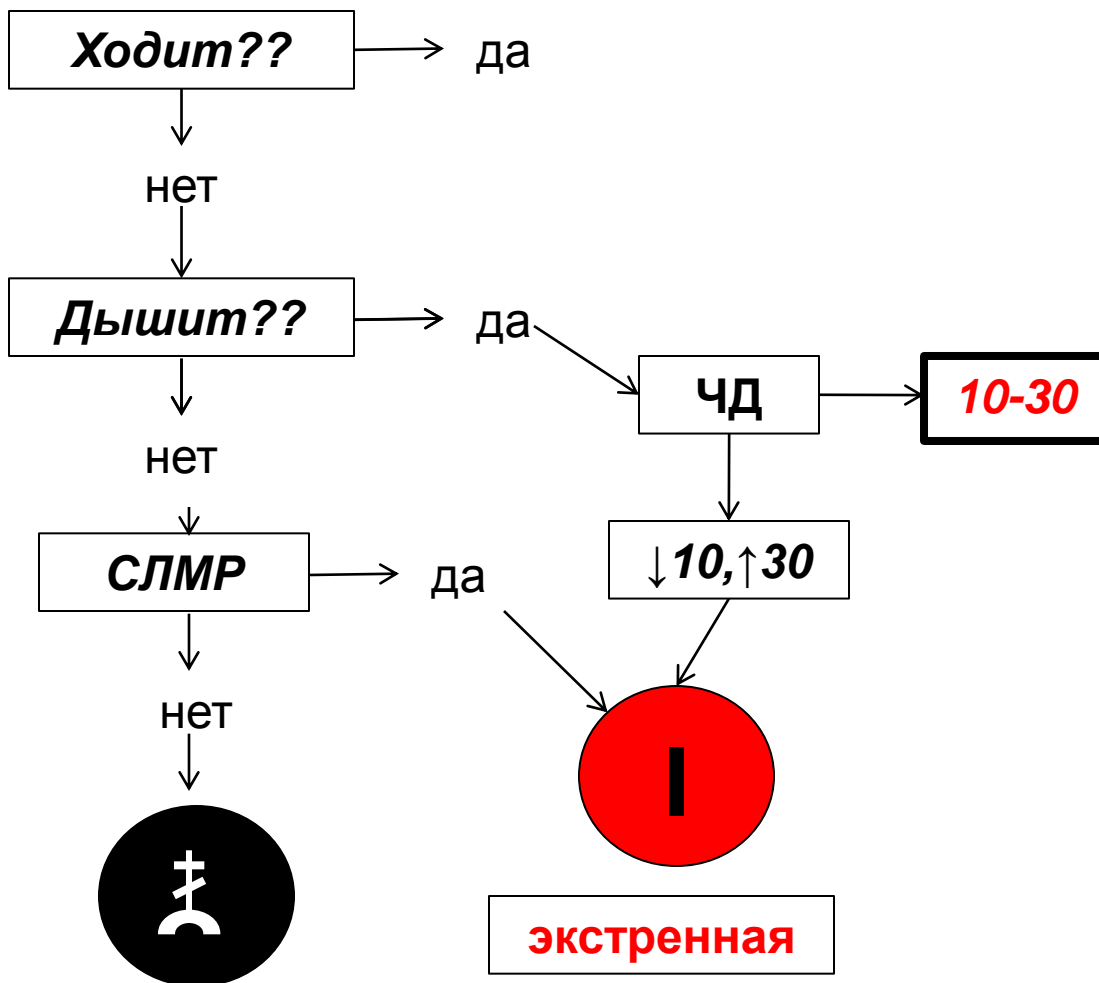 Ходит??
да
нет
Дышит??
да
ЧД
10-30
нет
↓10,↑30
СЛМР
да
нет
I
экстренная